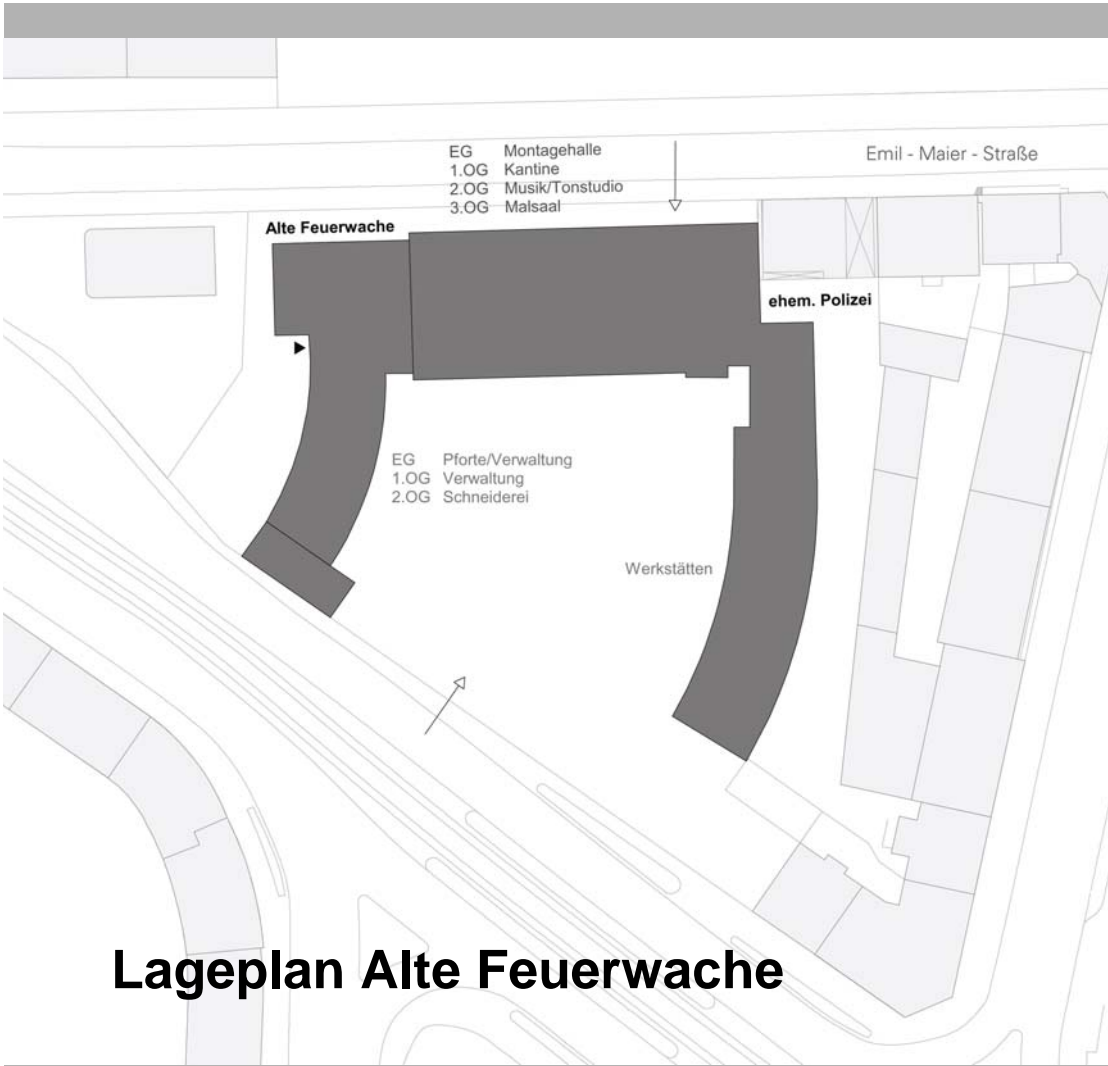 EG Montagehalle
1.OG Kantine
2.OG Musik/Tonstudio
3.OG Malsaal
Emil - Maier - Straße
Alte Feuerwache
ehem. Polizei
EG Pforte/Verwaltung
1.OG Verwaltung
2.OG Schneiderei
Werkstätten
Lageplan Alte Feuerwache